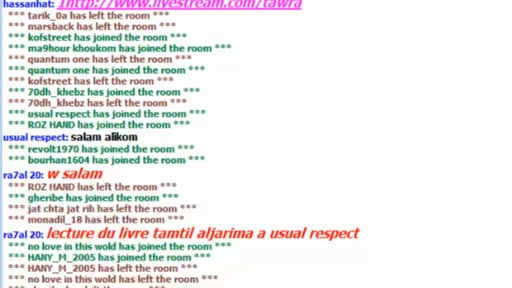 hassanhat: http://www.livestream.com/tawra
*** tarik_0a has left the room ***
*** marsback has left the room ***
*** kofstreet has joined the room ***
*** ma9hour khoukom has joined the room ***
*** quantum one has left the room ***
*** quantum one has joined the room ***
*** kofstreet has left the room ***
*** 70dh_khebz has joined the room ***
*** 70dh_khebz has left the room ***
*** usual respect has joined the room ***
*** ROZ HAND has joined the room ***
usual respect: salam alikom
*** revolt1970 has joined the room ***
*** bourhan1604 has joined the room ***
ra7al 20: w salam
*** ROZ HAND has left the room ***
*** gheribe has joined the room ***
*** jat chta jat rih has left the room ***
*** monadil_18 has left the room ***
ra7al 20: lecture du livre tamtil aljarima a usual respect
*** no love in this wold has joined the room ***
*** HANY_M_2005 has joined the room ***
*** HANY_M_2005 has left the room ***
*** no love in this wold has left the room ***